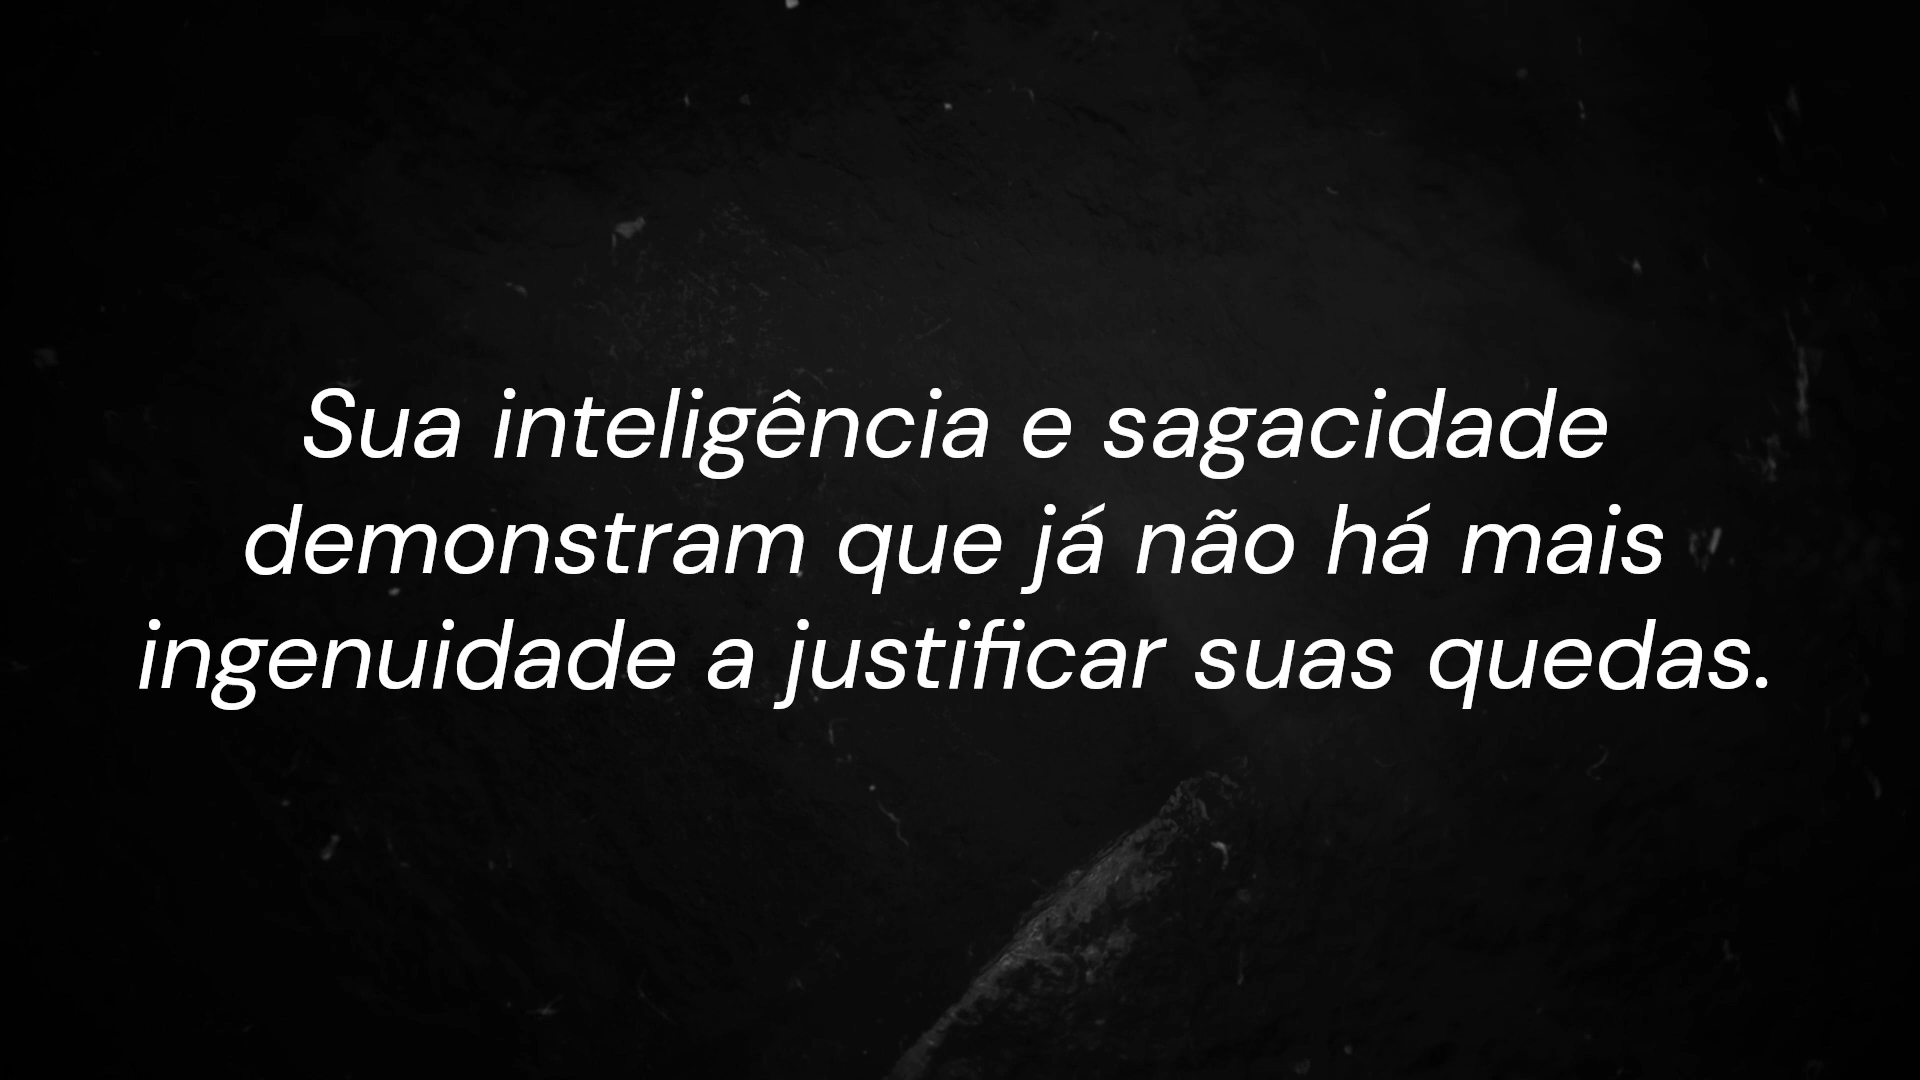 Sua inteligência e sagacidade
demonstram que já não há mais
ingenuidade a justificar suas quedas.